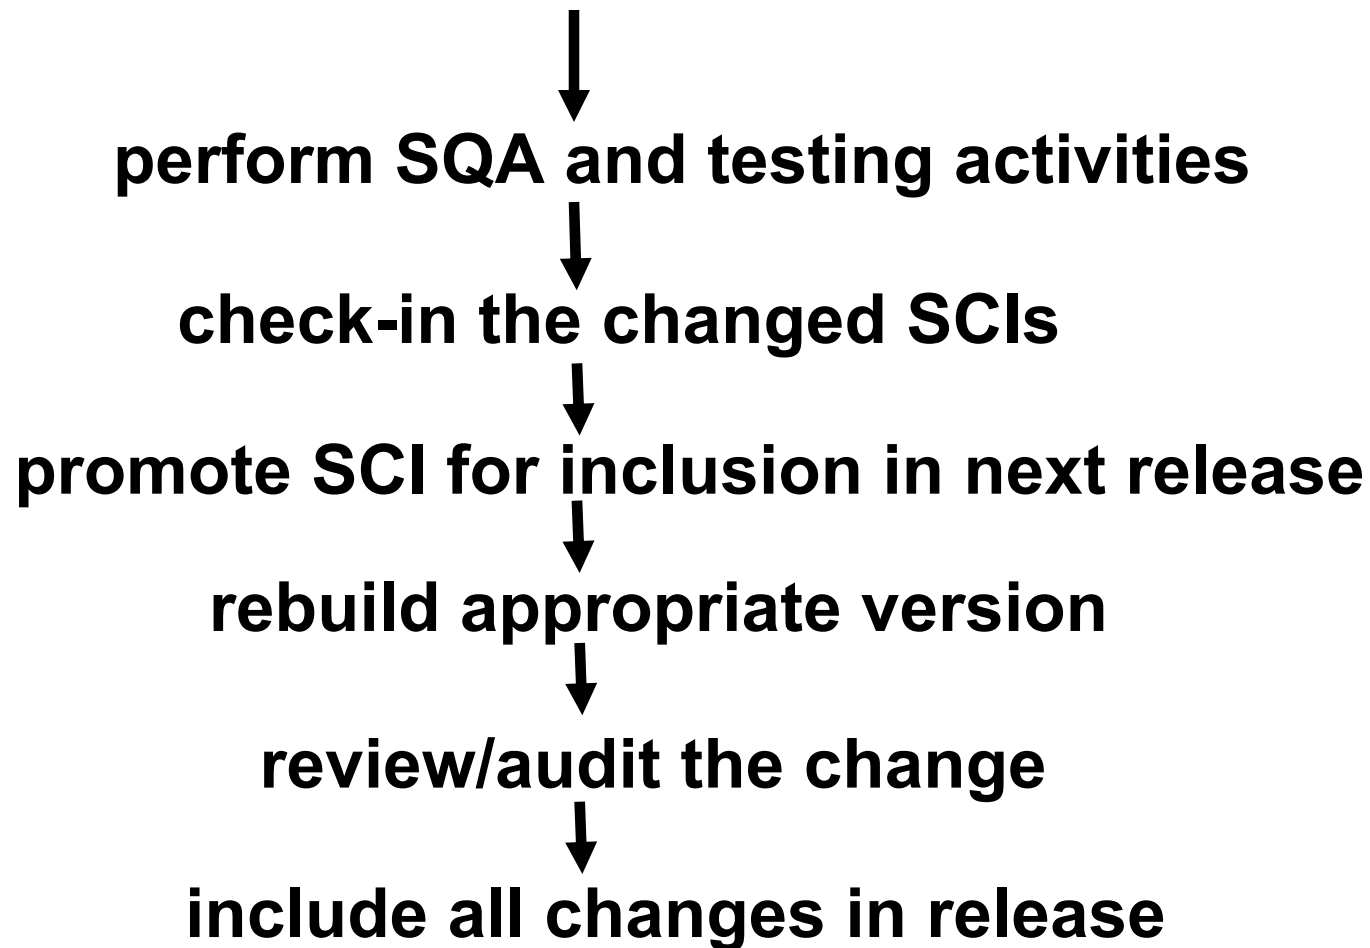 perform SQA and testing activities
check-in the changed SCIs
promote SCI for inclusion in next release
rebuild appropriate version
review/audit the change
include all changes in release